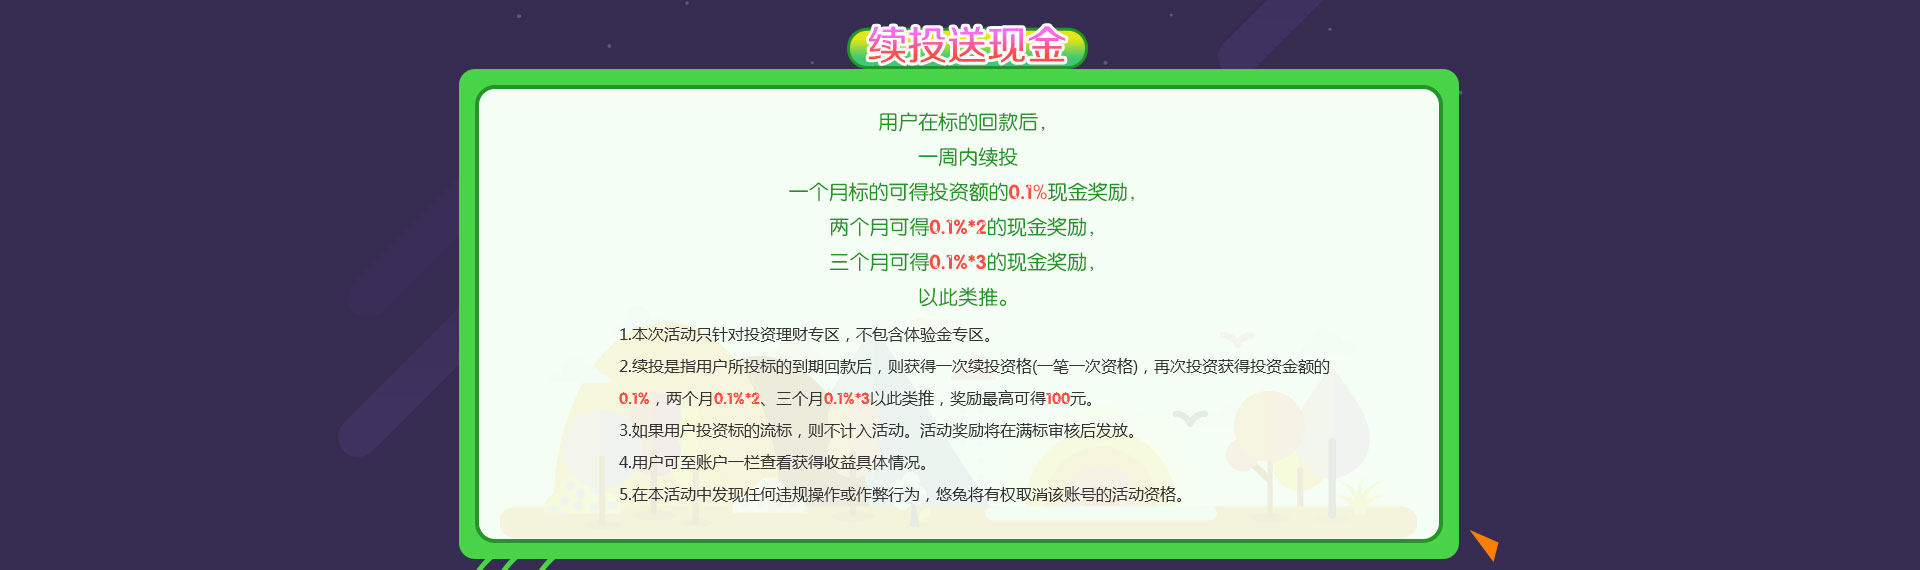 续投送现金
用户在标的回款后，
一周内续投
一个月标的可得投资额的0.1%现金奖励，
两个月可得0.1%*2的现金奖励，
三个月可得0.1%*3的现金奖励，
以此类推。
1.本次活动只针对投资理财专区，不包含体验金专区。
2.续投是指用户所投标的到期回款后，则获得一次续投资格(一笔一次资格)，再次投资获得投资金额的
0.1%，两个月0.1%*2、三个月0.1%*3以此类推，奖励最高可得100元。
3.如果用户投资标的流标，则不计入活动。活动奖励将在满标审核后发放。
4.用户可至账户一栏查看获得收益具体情况。
5.在本活动中发现任何违规操作或作弊行为，悠兔将有权取消该账号的活动资格。